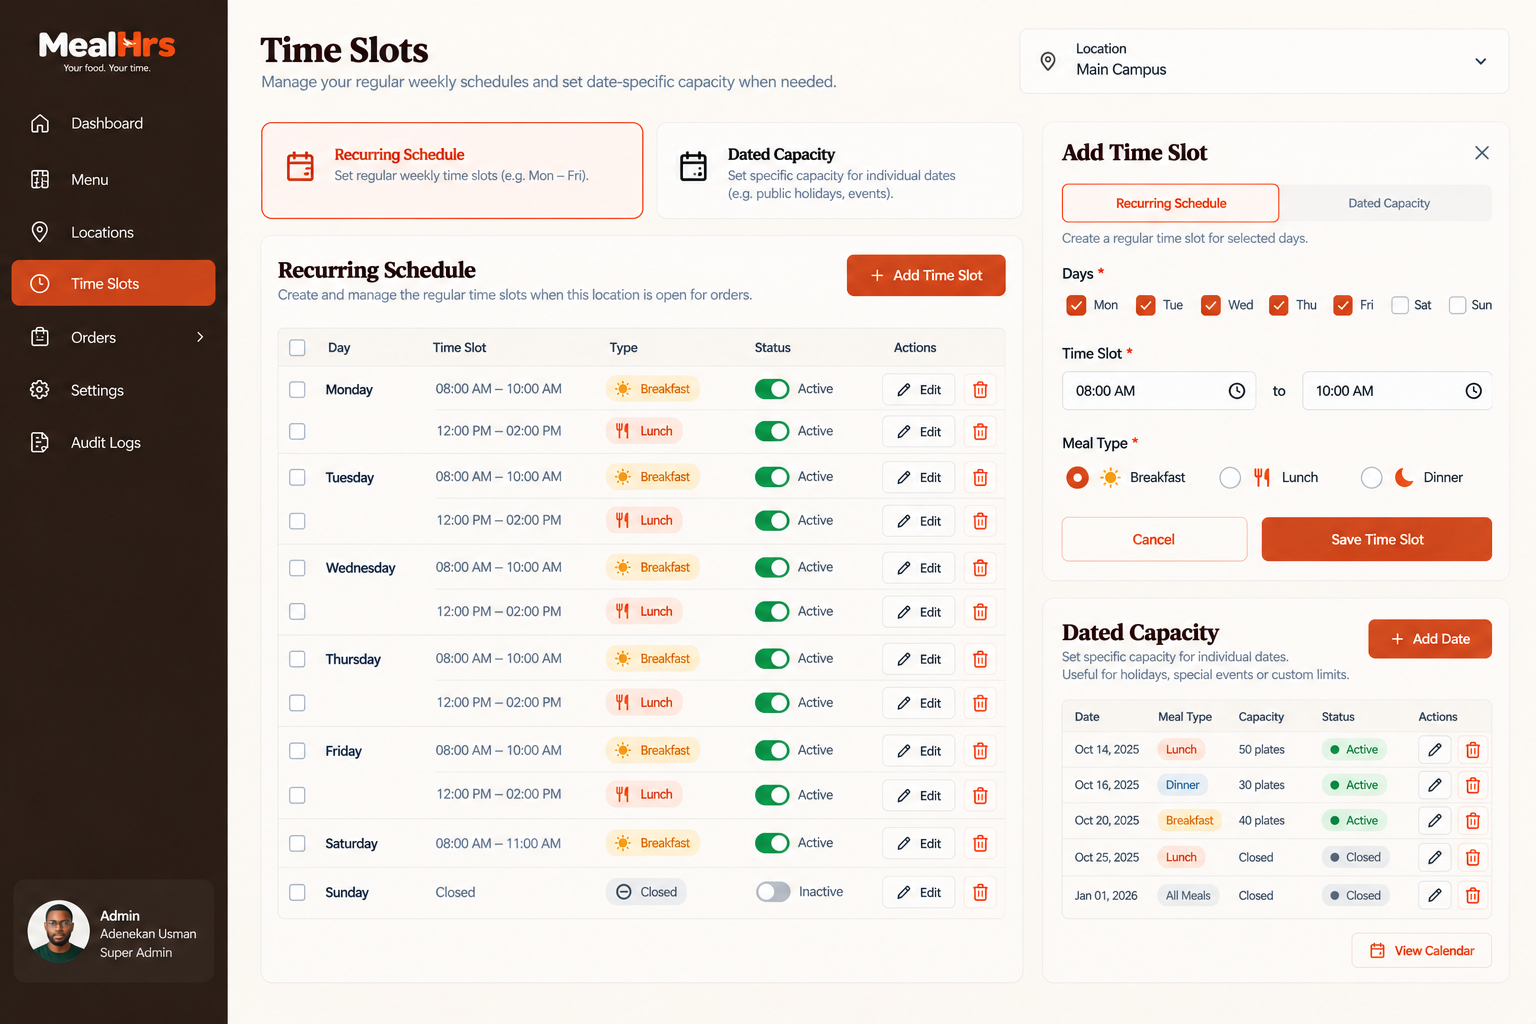 MealHrs
Your food. Your time.
Dashboard
Menu
Locations
Time Slots
Orders
Settings
Audit Logs
Admin
Adenekan Usman
Super Admin
Time Slots
Manage your regular weekly schedules and set date-specific capacity when needed.
Location
Main Campus
Recurring Schedule
Set regular weekly time slots (e.g. Mon – Fri).
Dated Capacity
Set specific capacity for individual dates
(e.g. public holidays, events).
Recurring Schedule
Create and manage the regular time slots when this location is open for orders.
+ Add Time Slot
Day Time Slot Type Status Actions
Monday 08:00 AM – 10:00 AM Breakfast Active Edit
12:00 PM – 02:00 PM Lunch Active Edit
Tuesday 08:00 AM – 10:00 AM Breakfast Active Edit
12:00 PM – 02:00 PM Lunch Active Edit
Wednesday 08:00 AM – 10:00 AM Breakfast Active Edit
12:00 PM – 02:00 PM Lunch Active Edit
Thursday 08:00 AM – 10:00 AM Breakfast Active Edit
12:00 PM – 02:00 PM Lunch Active Edit
Friday 08:00 AM – 10:00 AM Breakfast Active Edit
12:00 PM – 02:00 PM Lunch Active Edit
Saturday 08:00 AM – 11:00 AM Breakfast Active Edit
Sunday Closed Closed Inactive Edit
Add Time Slot
Recurring Schedule Dated Capacity
Create a regular time slot for selected days.
Days *
Mon Tue Wed Thu Fri Sat Sun
Time Slot *
08:00 AM to 10:00 AM
Meal Type *
Breakfast Lunch Dinner
Cancel Save Time Slot
Dated Capacity
Set specific capacity for individual dates.
Useful for holidays, special events or custom limits.
+ Add Date
Date Meal Type Capacity Status Actions
Oct 14, 2025 Lunch 50 plates Active
Oct 16, 2025 Dinner 30 plates Active
Oct 20, 2025 Breakfast 40 plates Active
Oct 25, 2025 Lunch Closed Closed
Jan 01, 2026 All Meals Closed Closed
View Calendar